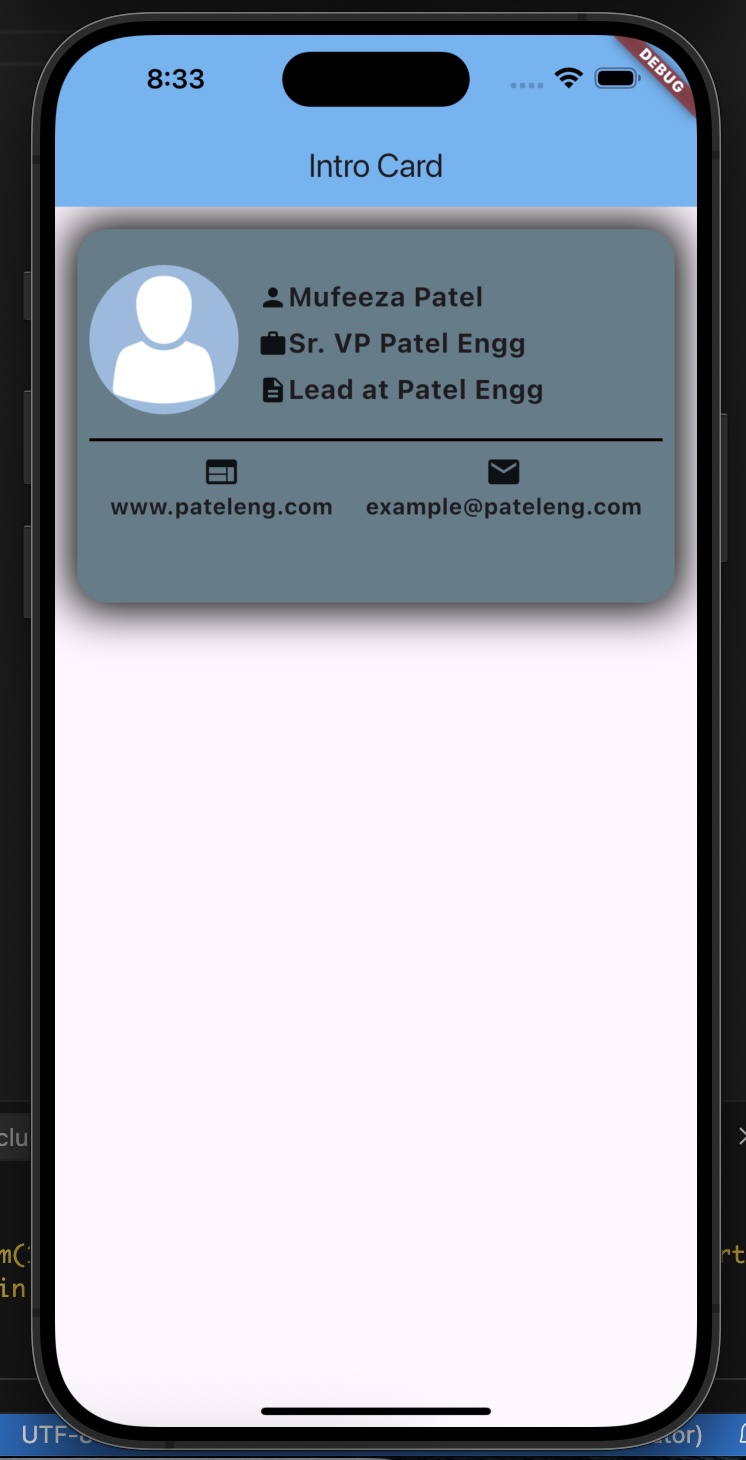 8:33
DEBUG
Intro Card
Mufeeza Patel
Sr. VP Patel Engg
Lead at Patel Engg
www.pateleng.com
example@pateleng.com
clu
m(
rt
in
UTF-8
tor)